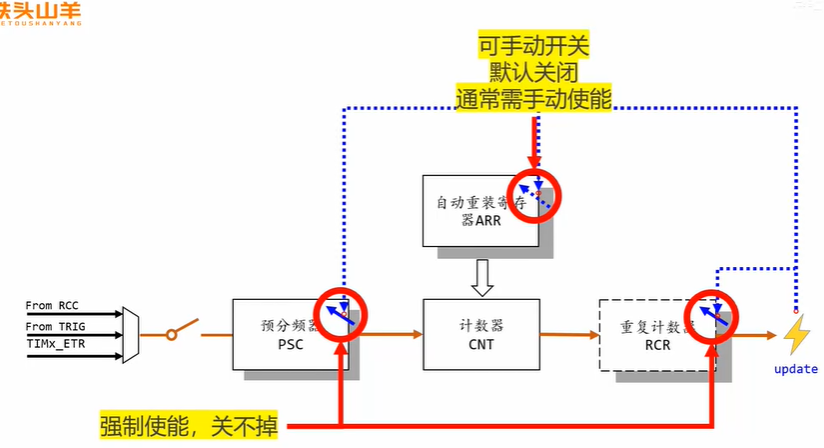 铁头山羊
IETOUSHANYANG
可手动开关
默认关闭
通常需手动使能
自动重装寄存
器ARR
From RCC
From TRIG
TIMx_ETR
预分频器
PSC
计数器
CNT
重复计数器
RCR
update
强制使能，关不掉